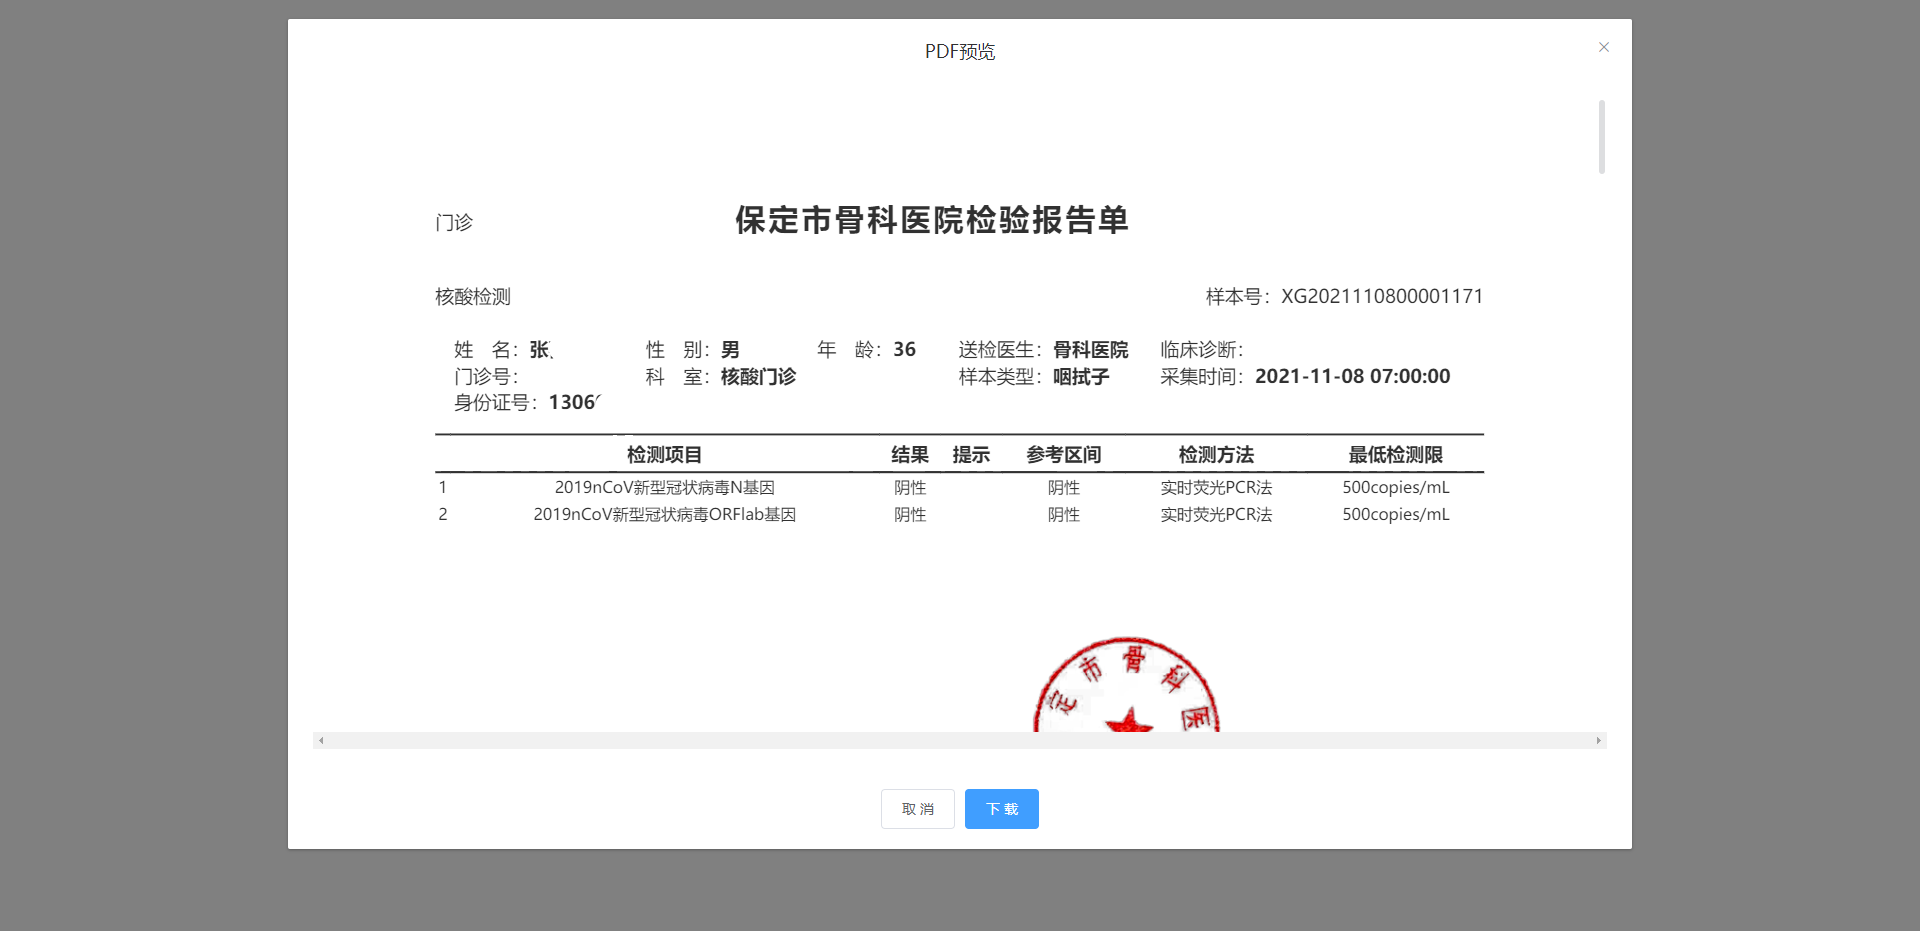 PDF预览
门诊
保定市骨科医院检验报告单
核酸检测
样本号：XG2021110800001171
姓 名：张 性 别：男 年 龄：36 送检医生：骨科医院 临床诊断：
门诊号： 科 室：核酸门诊 样本类型：咽拭子 采集时间：2021-11-08 07:00:00
身份证号：1306
检测项目 结果 提示 参考区间 检测方法 最低检测限
1 2019nCoV新型冠状病毒N基因 阴性 阴性 实时荧光PCR法 500copies/mL
2 2019nCoV新型冠状病毒ORFlab基因 阴性 阴性 实时荧光PCR法 500copies/mL
定市骨科医
取 消 下 载